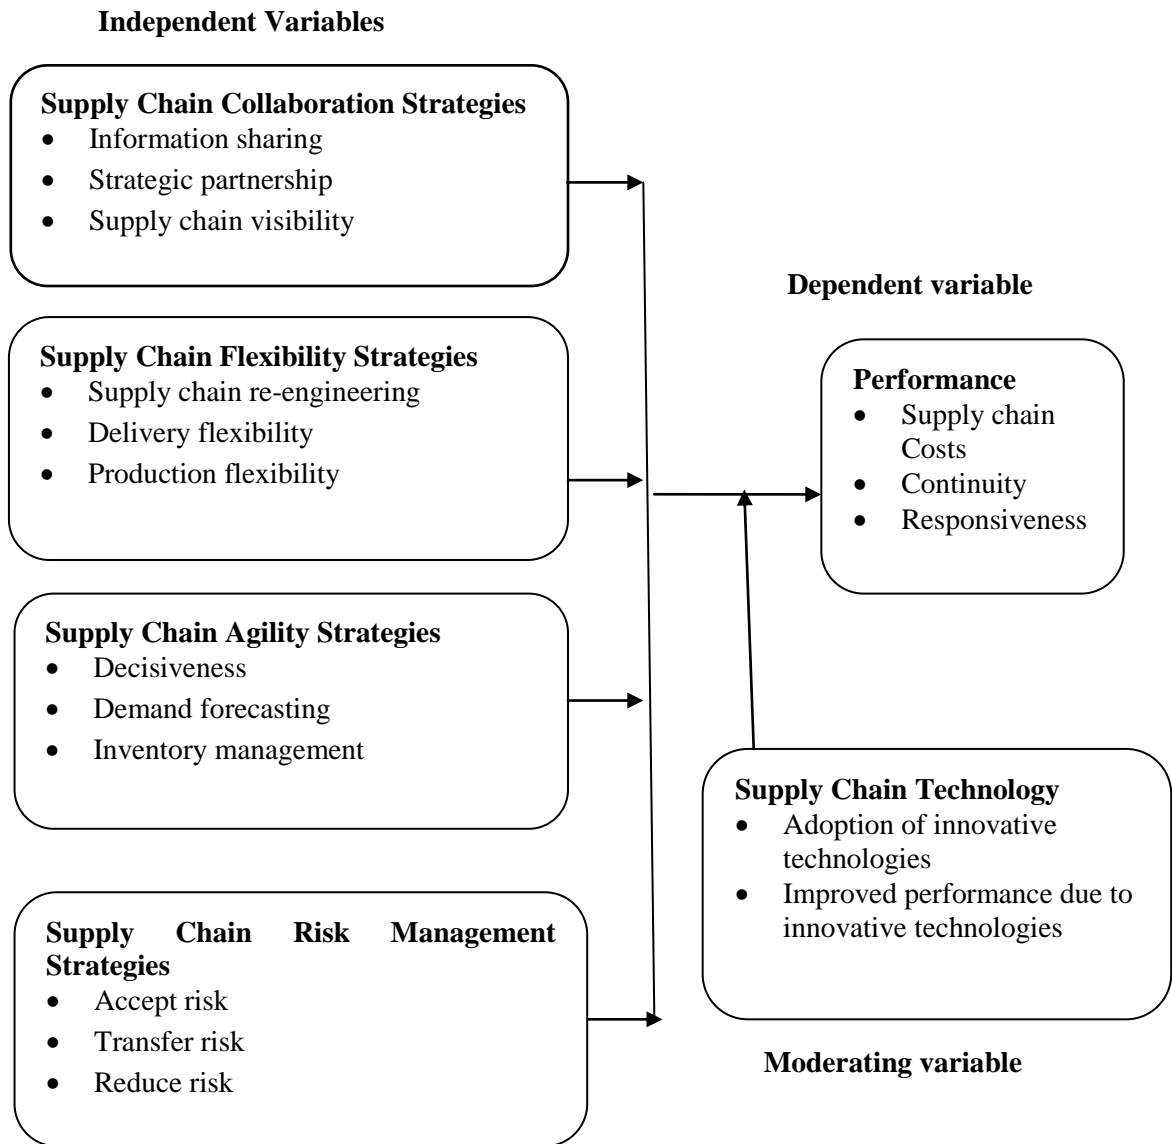 Independent Variables
Supply Chain Collaboration Strategies
• Information sharing
• Strategic partnership
• Supply chain visibility
Supply Chain Flexibility Strategies
• Supply chain re-engineering
• Delivery flexibility
• Production flexibility
Supply Chain Agility Strategies
• Decisiveness
• Demand forecasting
• Inventory management
Supply Chain Risk Management
Strategies
• Accept risk
• Transfer risk
• Reduce risk
Dependent variable
Performance
• Supply chain
Costs
• Continuity
• Responsiveness
Supply Chain Technology
• Adoption of innovative
technologies
• Improved performance due to
innovative technologies
Moderating variable